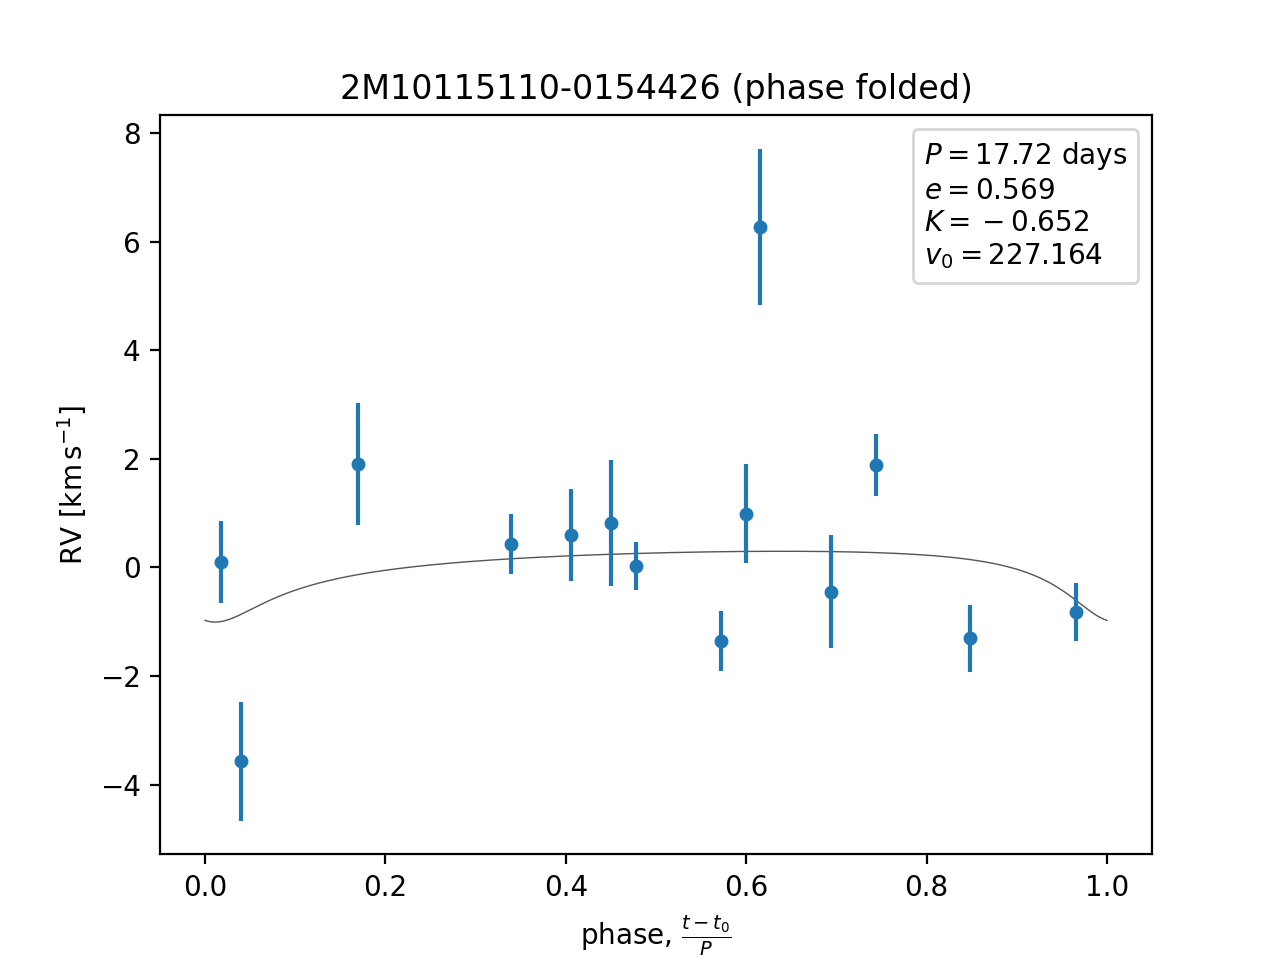 2M10115110-0154426 (phase folded)
P = 17.72 days
e = 0.569
K = −0.652
v₀ = 227.164
8
6
4
2
0
−2
−4
RV [km s⁻¹]
0.0 0.2 0.4 0.6 0.8 1.0
phase, (t − t₀)/P